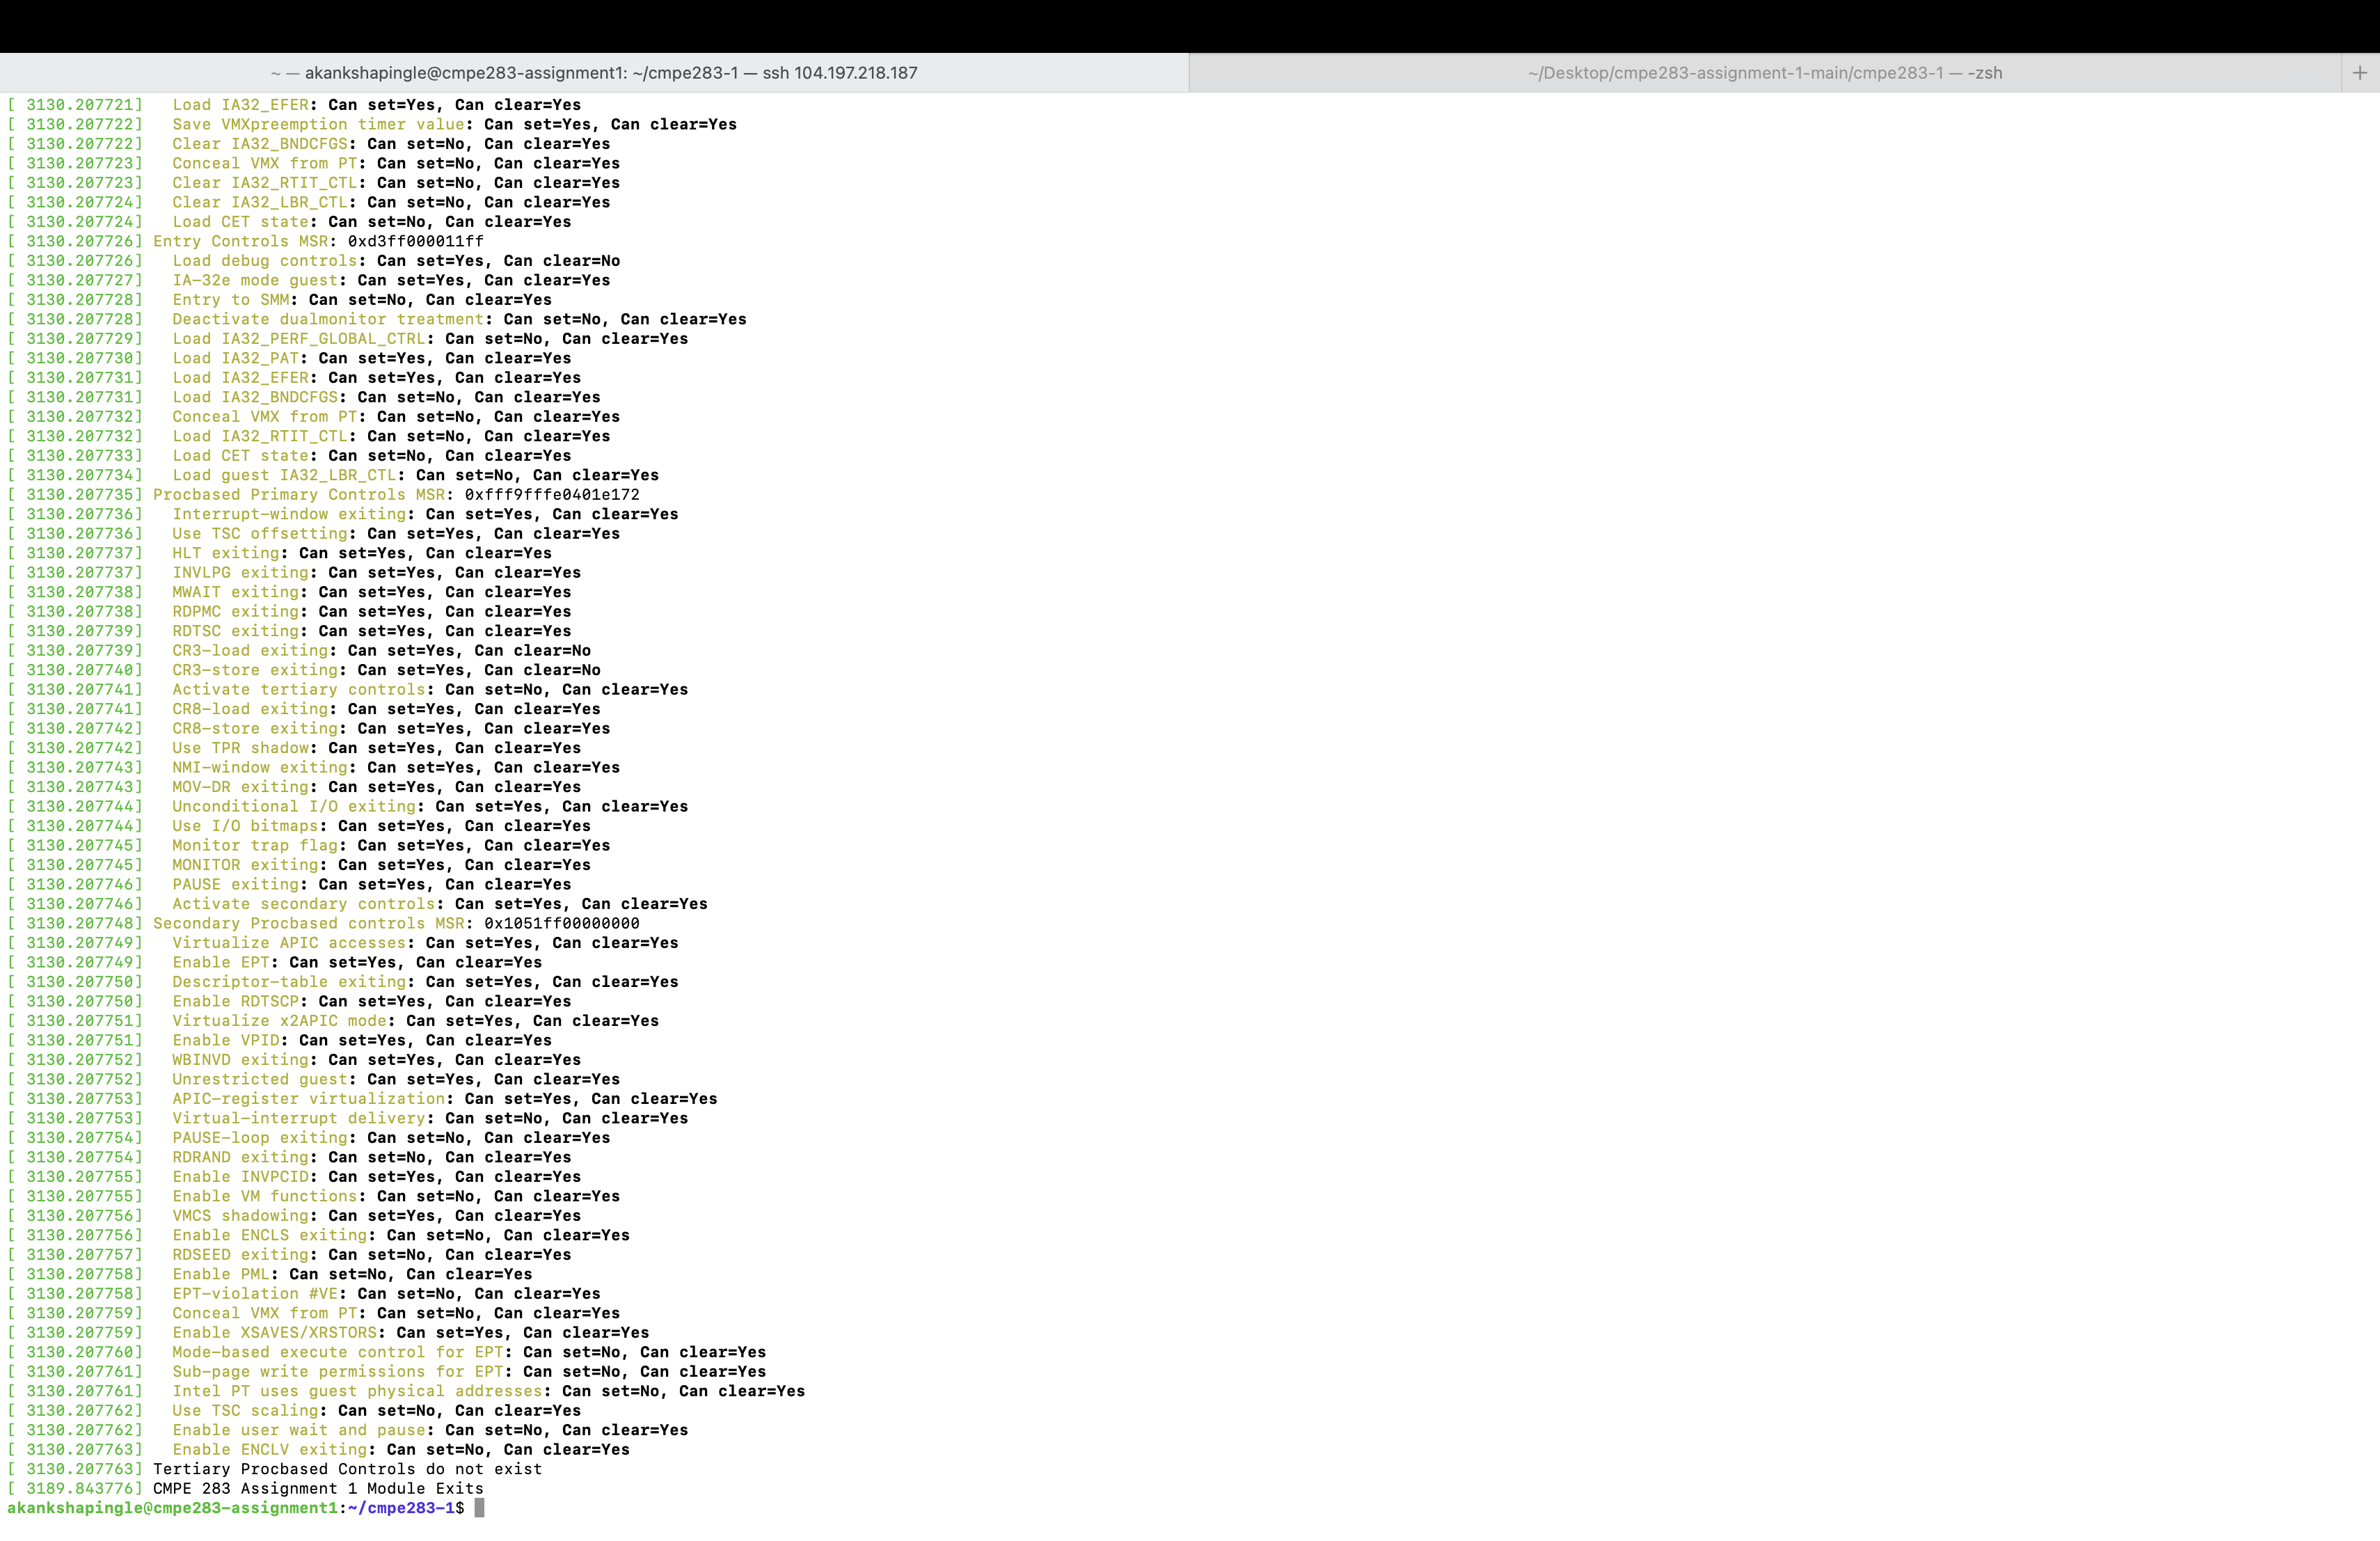 ~ — akankshapingle@cmpe283-assignment1: ~/cmpe283-1 — ssh 104.197.218.187
~/Desktop/cmpe283-assignment-1-main/cmpe283-1 — -zsh
+
[ 3130.207721]   Load IA32_EFER: Can set=Yes, Can clear=Yes
[ 3130.207722]   Save VMXpreemption timer value: Can set=Yes, Can clear=Yes
[ 3130.207722]   Clear IA32_BNDCFGS: Can set=No, Can clear=Yes
[ 3130.207723]   Conceal VMX from PT: Can set=No, Can clear=Yes
[ 3130.207723]   Clear IA32_RTIT_CTL: Can set=No, Can clear=Yes
[ 3130.207724]   Clear IA32_LBR_CTL: Can set=No, Can clear=Yes
[ 3130.207724]   Load CET state: Can set=No, Can clear=Yes
[ 3130.207726] Entry Controls MSR: 0xd3ff000011ff
[ 3130.207726]   Load debug controls: Can set=Yes, Can clear=No
[ 3130.207727]   IA-32e mode guest: Can set=Yes, Can clear=Yes
[ 3130.207728]   Entry to SMM: Can set=No, Can clear=Yes
[ 3130.207728]   Deactivate dualmonitor treatment: Can set=No, Can clear=Yes
[ 3130.207729]   Load IA32_PERF_GLOBAL_CTRL: Can set=No, Can clear=Yes
[ 3130.207730]   Load IA32_PAT: Can set=Yes, Can clear=Yes
[ 3130.207731]   Load IA32_EFER: Can set=Yes, Can clear=Yes
[ 3130.207731]   Load IA32_BNDCFGS: Can set=No, Can clear=Yes
[ 3130.207732]   Conceal VMX from PT: Can set=No, Can clear=Yes
[ 3130.207732]   Load IA32_RTIT_CTL: Can set=No, Can clear=Yes
[ 3130.207733]   Load CET state: Can set=No, Can clear=Yes
[ 3130.207734]   Load guest IA32_LBR_CTL: Can set=No, Can clear=Yes
[ 3130.207735] Procbased Primary Controls MSR: 0xfff9fffe0401e172
[ 3130.207736]   Interrupt-window exiting: Can set=Yes, Can clear=Yes
[ 3130.207736]   Use TSC offsetting: Can set=Yes, Can clear=Yes
[ 3130.207737]   HLT exiting: Can set=Yes, Can clear=Yes
[ 3130.207737]   INVLPG exiting: Can set=Yes, Can clear=Yes
[ 3130.207738]   MWAIT exiting: Can set=Yes, Can clear=Yes
[ 3130.207738]   RDPMC exiting: Can set=Yes, Can clear=Yes
[ 3130.207739]   RDTSC exiting: Can set=Yes, Can clear=Yes
[ 3130.207739]   CR3-load exiting: Can set=Yes, Can clear=No
[ 3130.207740]   CR3-store exiting: Can set=Yes, Can clear=No
[ 3130.207741]   Activate tertiary controls: Can set=No, Can clear=Yes
[ 3130.207741]   CR8-load exiting: Can set=Yes, Can clear=Yes
[ 3130.207742]   CR8-store exiting: Can set=Yes, Can clear=Yes
[ 3130.207742]   Use TPR shadow: Can set=Yes, Can clear=Yes
[ 3130.207743]   NMI-window exiting: Can set=Yes, Can clear=Yes
[ 3130.207743]   MOV-DR exiting: Can set=Yes, Can clear=Yes
[ 3130.207744]   Unconditional I/O exiting: Can set=Yes, Can clear=Yes
[ 3130.207744]   Use I/O bitmaps: Can set=Yes, Can clear=Yes
[ 3130.207745]   Monitor trap flag: Can set=Yes, Can clear=Yes
[ 3130.207745]   MONITOR exiting: Can set=Yes, Can clear=Yes
[ 3130.207746]   PAUSE exiting: Can set=Yes, Can clear=Yes
[ 3130.207746]   Activate secondary controls: Can set=Yes, Can clear=Yes
[ 3130.207748] Secondary Procbased controls MSR: 0x1051ff00000000
[ 3130.207749]   Virtualize APIC accesses: Can set=Yes, Can clear=Yes
[ 3130.207749]   Enable EPT: Can set=Yes, Can clear=Yes
[ 3130.207750]   Descriptor-table exiting: Can set=Yes, Can clear=Yes
[ 3130.207750]   Enable RDTSCP: Can set=Yes, Can clear=Yes
[ 3130.207751]   Virtualize x2APIC mode: Can set=Yes, Can clear=Yes
[ 3130.207751]   Enable VPID: Can set=Yes, Can clear=Yes
[ 3130.207752]   WBINVD exiting: Can set=Yes, Can clear=Yes
[ 3130.207752]   Unrestricted guest: Can set=Yes, Can clear=Yes
[ 3130.207753]   APIC-register virtualization: Can set=Yes, Can clear=Yes
[ 3130.207753]   Virtual-interrupt delivery: Can set=No, Can clear=Yes
[ 3130.207754]   PAUSE-loop exiting: Can set=No, Can clear=Yes
[ 3130.207754]   RDRAND exiting: Can set=No, Can clear=Yes
[ 3130.207755]   Enable INVPCID: Can set=Yes, Can clear=Yes
[ 3130.207755]   Enable VM functions: Can set=No, Can clear=Yes
[ 3130.207756]   VMCS shadowing: Can set=Yes, Can clear=Yes
[ 3130.207756]   Enable ENCLS exiting: Can set=No, Can clear=Yes
[ 3130.207757]   RDSEED exiting: Can set=No, Can clear=Yes
[ 3130.207758]   Enable PML: Can set=No, Can clear=Yes
[ 3130.207758]   EPT-violation #VE: Can set=No, Can clear=Yes
[ 3130.207759]   Conceal VMX from PT: Can set=No, Can clear=Yes
[ 3130.207759]   Enable XSAVES/XRSTORS: Can set=Yes, Can clear=Yes
[ 3130.207760]   Mode-based execute control for EPT: Can set=No, Can clear=Yes
[ 3130.207761]   Sub-page write permissions for EPT: Can set=No, Can clear=Yes
[ 3130.207761]   Intel PT uses guest physical addresses: Can set=No, Can clear=Yes
[ 3130.207762]   Use TSC scaling: Can set=No, Can clear=Yes
[ 3130.207762]   Enable user wait and pause: Can set=No, Can clear=Yes
[ 3130.207763]   Enable ENCLV exiting: Can set=No, Can clear=Yes
[ 3130.207763] Tertiary Procbased Controls do not exist
[ 3189.843776] CMPE 283 Assignment 1 Module Exits
akankshapingle@cmpe283-assignment1:~/cmpe283-1$